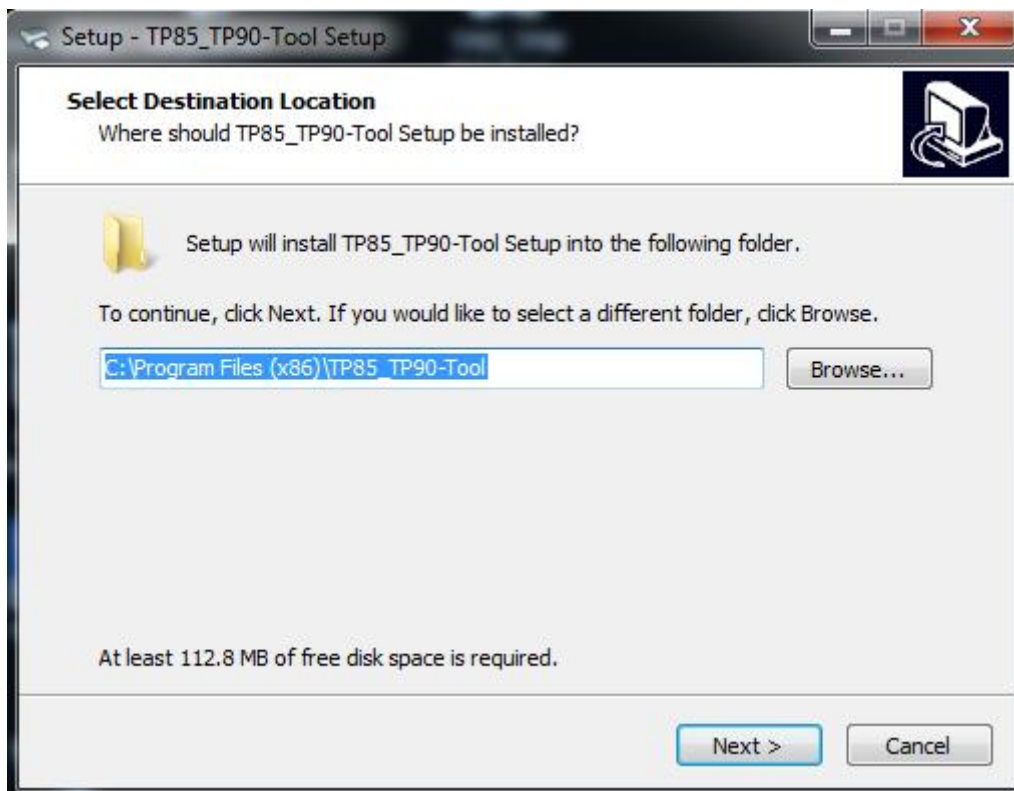 Setup - TP85_TP90-Tool Setup
Select Destination Location
Where should TP85_TP90-Tool Setup be installed?
Setup will install TP85_TP90-Tool Setup into the following folder.
To continue, click Next. If you would like to select a different folder, click Browse.
C:\Program Files (x86)\TP85_TP90-Tool
Browse...
At least 112.8 MB of free disk space is required.
Next >
Cancel